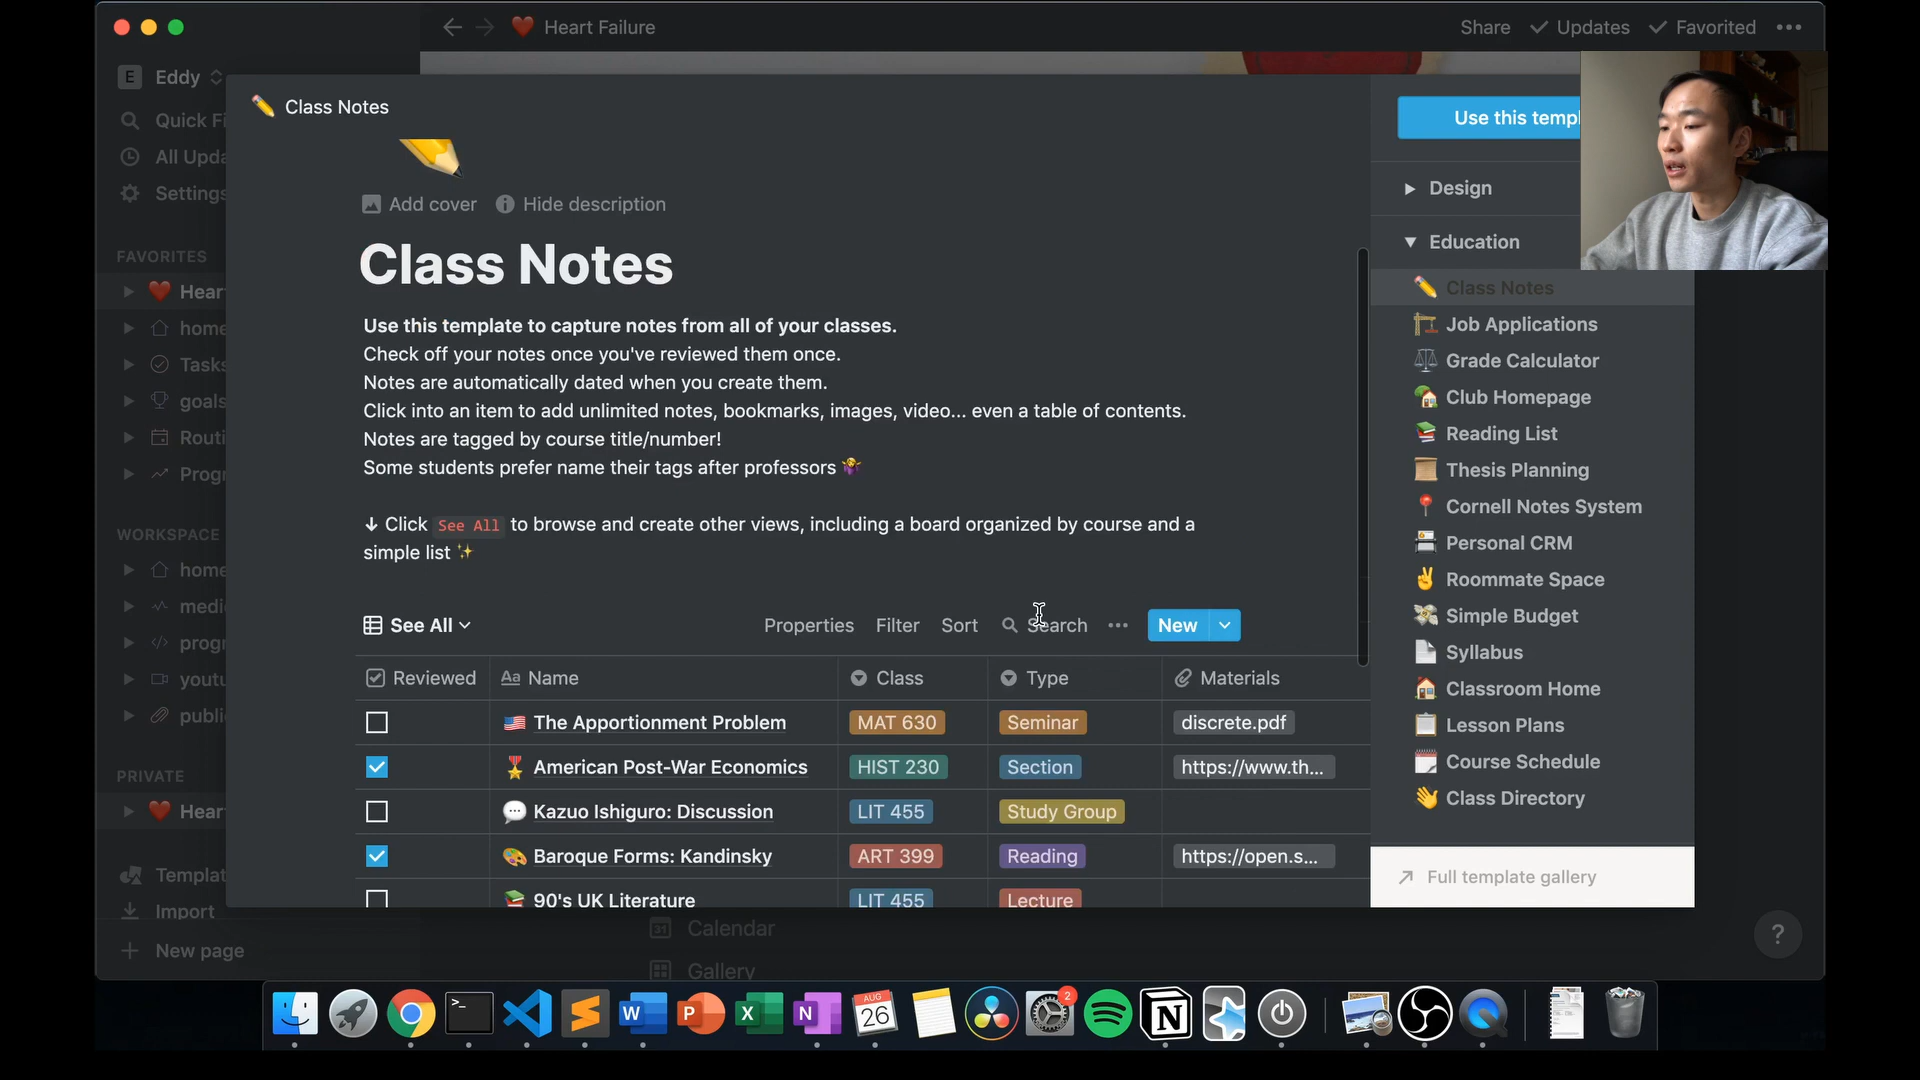 Heart Failure
Share
Updates
Favorited
E
Eddy
Quick Fi
All Upda
Settings
FAVORITES
Hear
home
Tasks
goals
Routi
Progr
WORKSPACE
home
medi
progr
youtu
public
PRIVATE
Hear
Templat
Import
New page
Class Notes
Add cover
Hide description
Class Notes
Use this template to capture notes from all of your classes.
Check off your notes once you've reviewed them once.
Notes are automatically dated when you create them.
Click into an item to add unlimited notes, bookmarks, images, video... even a table of contents.
Notes are tagged by course title/number!
Some students prefer name their tags after professors 🤷‍♀️
↓ Click See All to browse and create other views, including a board organized by course and a
simple list ✨
See All
Properties
Filter
Sort
Search
New
Reviewed
Aa Name
Class
Type
Materials
The Apportionment Problem
MAT 630
Seminar
discrete.pdf
American Post-War Economics
HIST 230
Section
https://www.th...
Kazuo Ishiguro: Discussion
LIT 455
Study Group
Baroque Forms: Kandinsky
ART 399
Reading
https://open.s...
90's UK Literature
LIT 455
Lecture
Use this templ
Design
Education
Class Notes
Job Applications
Grade Calculator
Club Homepage
Reading List
Thesis Planning
Cornell Notes System
Personal CRM
Roommate Space
Simple Budget
Syllabus
Classroom Home
Lesson Plans
Course Schedule
Class Directory
Full template gallery
31
Calendar
Gallery
?
>_
W
P
X
N
AUG
26
2
N